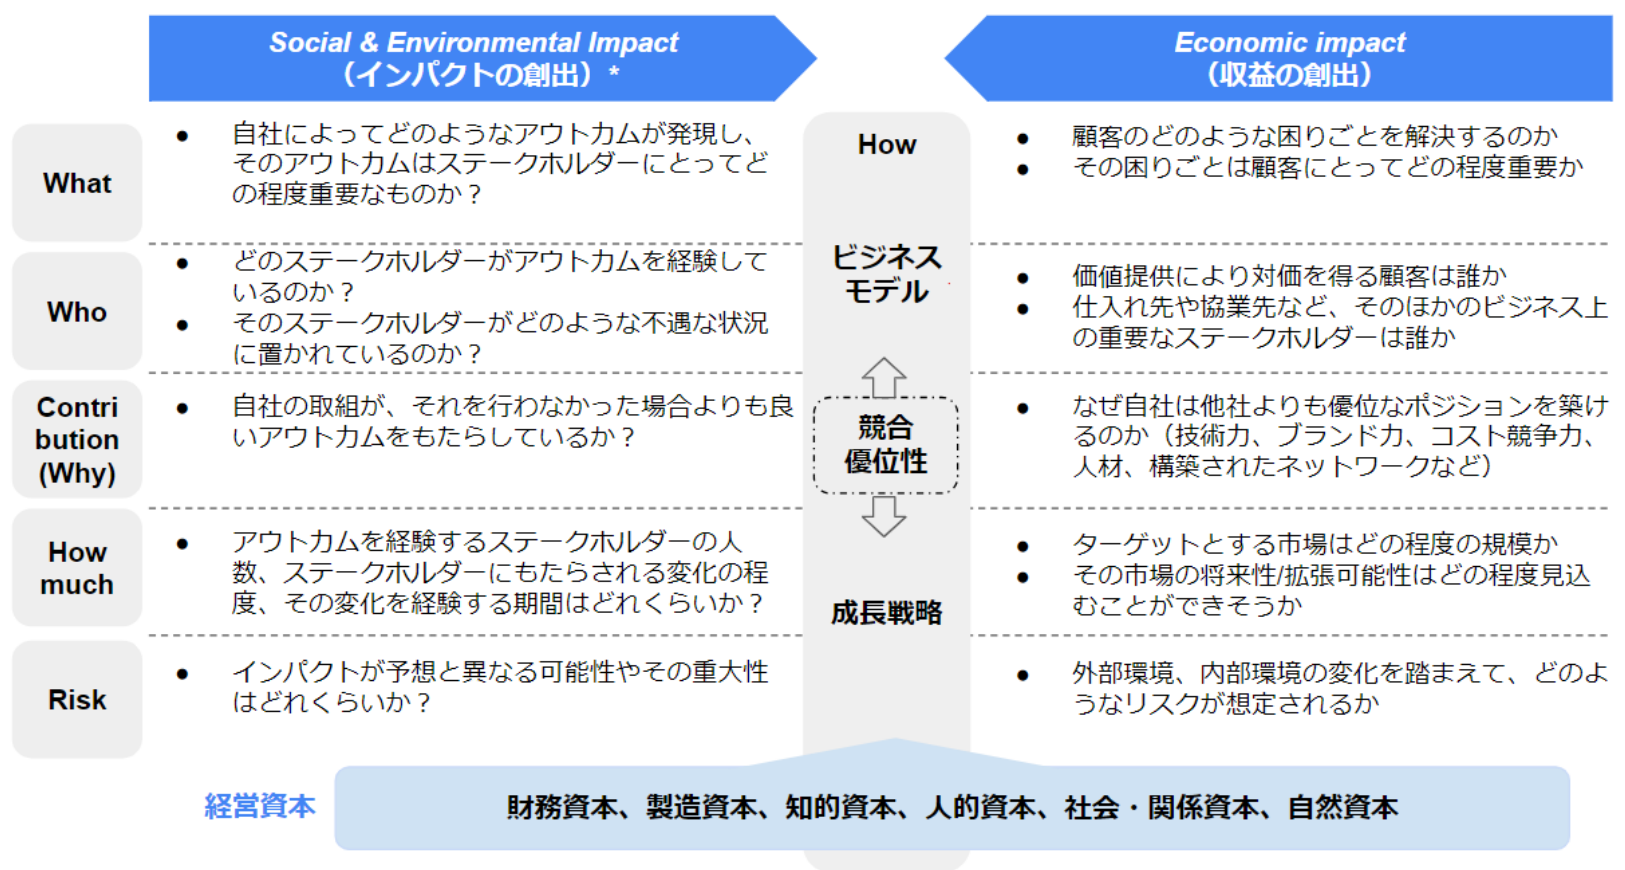 Social & Environmental Impact
（インパクトの創出）*
Economic impact
（収益の創出）
What
● 自社によってどのようなアウトカムが発現し、
そのアウトカムはステークホルダーにとってど
の程度重要なものか？
How
● 顧客のどのような困りごとを解決するのか
● その困りごとは顧客にとってどの程度重要か
Who
● どのステークホルダーがアウトカムを経験して
いるのか？
● そのステークホルダーがどのような不遇な状況
に置かれているのか？
ビジネス
モデル
● 価値提供により対価を得る顧客は誰か
● 仕入れ先や協業先など、そのほかのビジネス上
の重要なステークホルダーは誰か
Contri
bution
(Why)
● 自社の取組が、それを行わなかった場合よりも良
いアウトカムをもたらしているか？
競合
優位性
● なぜ自社は他社よりも優位なポジションを築け
るのか（技術力、ブランド力、コスト競争力、
人材、構築されたネットワークなど）
How
much
● アウトカムを経験するステークホルダーの人
数、ステークホルダーにもたらされる変化の程
度、その変化を経験する期間はどれくらいか？
成長戦略
● ターゲットとする市場はどの程度の規模か
● その市場の将来性/拡張可能性はどの程度見込
むことができそうか
Risk
● インパクトが予想と異なる可能性やその重大性
はどれくらいか？
● 外部環境、内部環境の変化を踏まえて、どのよ
うなリスクが想定されるか
経営資本
財務資本、製造資本、知的資本、人的資本、社会・関係資本、自然資本